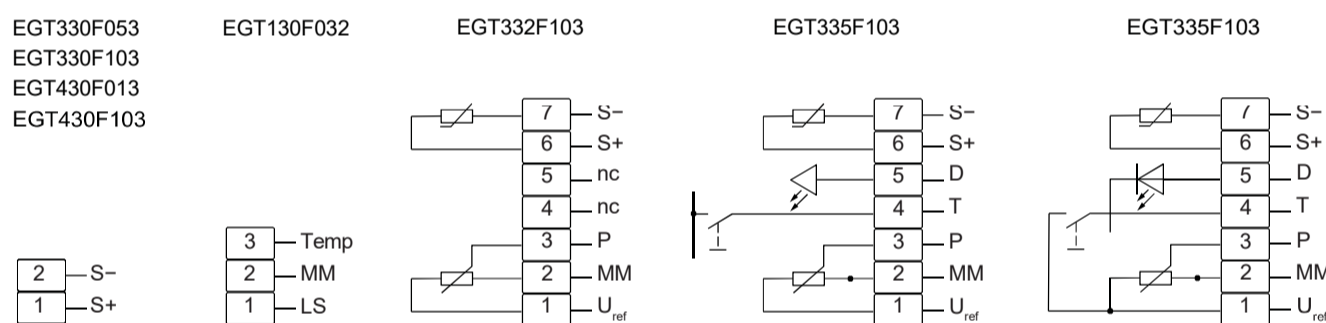 EGT330F053
EGT330F103
EGT430F013
EGT430F103
2 S−
1 S+
EGT130F032
3 Temp
2 MM
1 LS
EGT332F103
7 S−
6 S+
5 nc
4 nc
3 P
2 MM
1 Uref
EGT335F103
7 S−
6 S+
5 D
4 T
3 P
2 MM
1 Uref
EGT335F103
7 S−
6 S+
5 D
4 T
3 P
2 MM
1 Uref